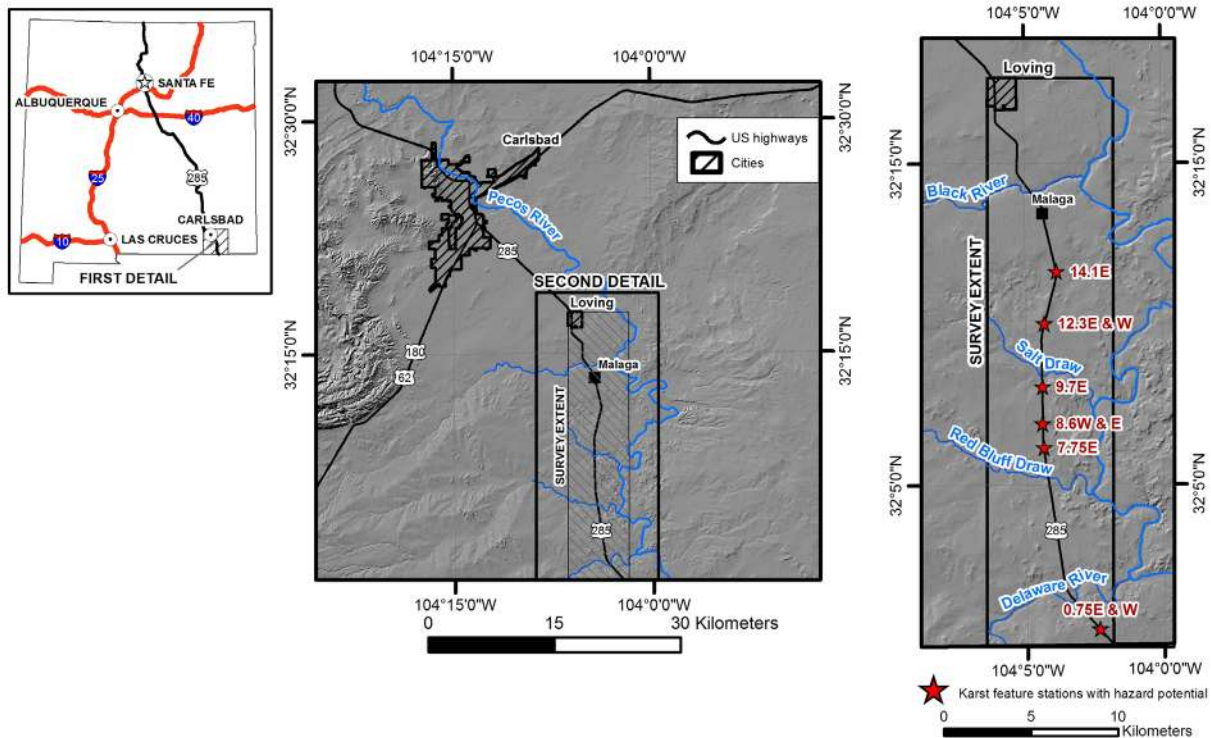 SANTA FE
ALBUQUERQUE
40
25
285
CARLSBAD
LAS CRUCES
10
FIRST DETAIL
104°15'0"W
104°0'0"W
32°30'0"N
32°30'0"N
Carlsbad
US highways
Cities
Pecos River
285
SECOND DETAIL
Loving
32°15'0"N
32°15'0"N
180
62
Malaga
SURVEY EXTENT
285
104°15'0"W
104°0'0"W
0
15
30 Kilometers
104°5'0"W
104°0'0"W
Loving
32°15'0"N
32°15'0"N
Black River
Malaga
SURVEY EXTENT
14.1E
12.3E & W
Salt Draw
9.7E
8.6W & E
7.75E
Red Bluff Draw
32°5'0"N
32°5'0"N
285
Delaware River
0.75E & W
104°5'0"W
104°0'0"W
Karst feature stations with hazard potential
0
5
10
Kilometers